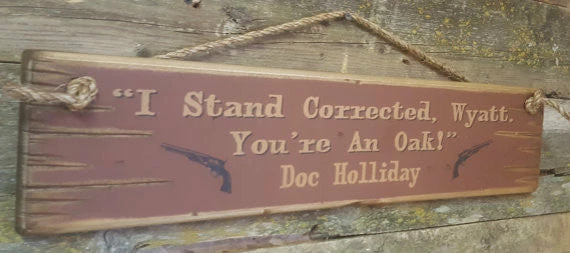 “I Stand Corrected, Wyatt.
You're An Oak!”
Doc Holliday